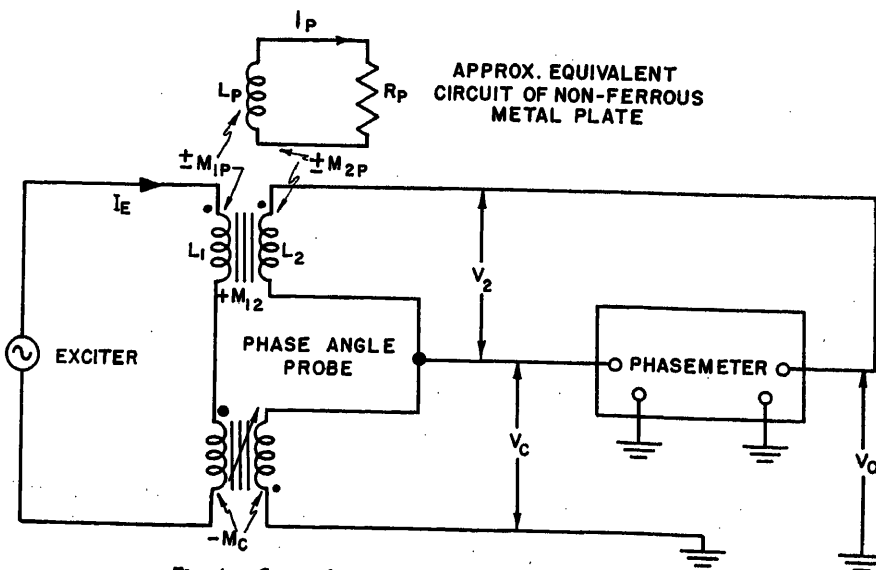 I_P
L_P
R_P
APPROX. EQUIVALENT
CIRCUIT OF NON-FERROUS
METAL PLATE
±M_1P
±M_2P
I_E
L_1
L_2
+M_12
V_2
EXCITER
PHASE ANGLE
PROBE
PHASEMETER
V_C
V_O
-M_C